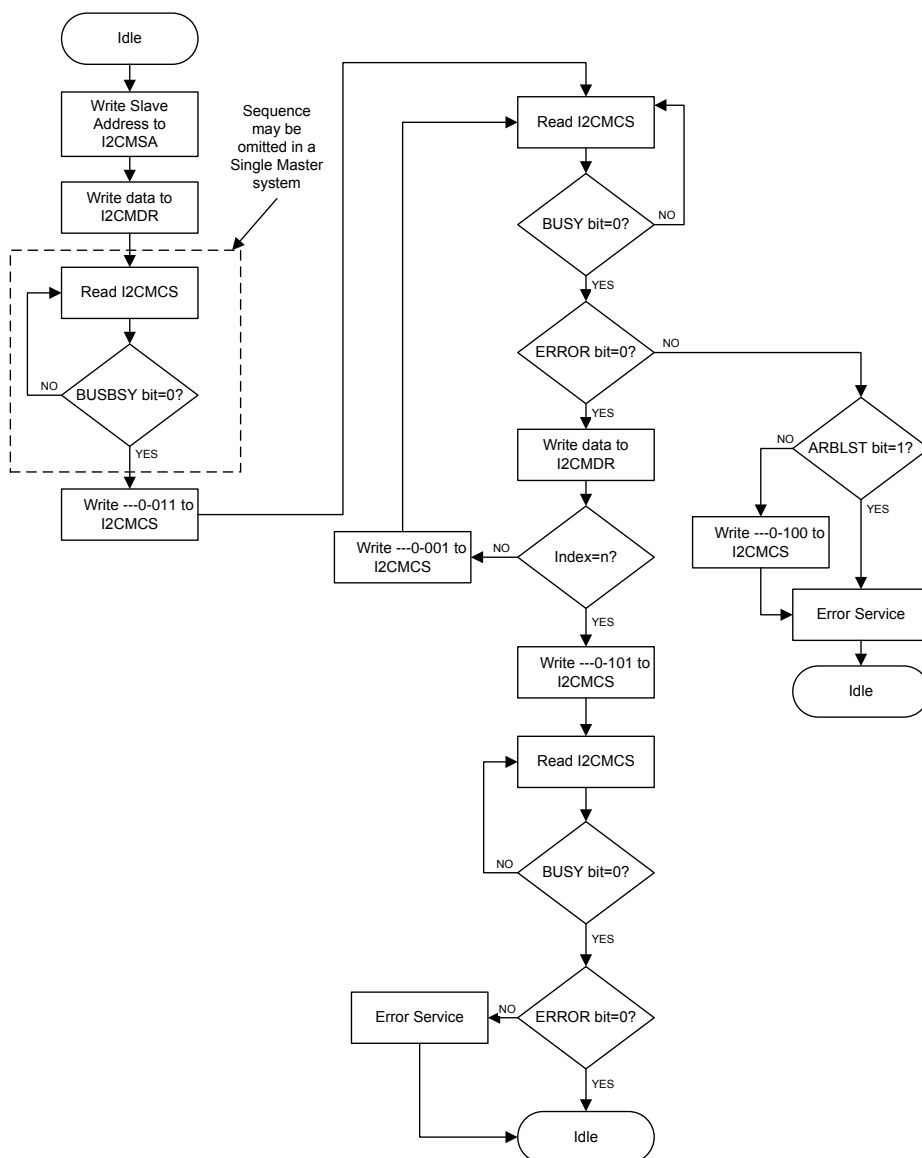 Idle
Write Slave
Address to
I2CMSA
Sequence
may be
omitted in a
Single Master
system
Write data to
I2CMDR
Read I2CMCS
NO
BUSBSY bit=0?
YES
Write ---0-011 to
I2CMCS
Read I2CMCS
BUSY bit=0?
NO
YES
ERROR bit=0?
NO
YES
Write data to
I2CMDR
NO
ARBLST bit=1?
YES
Write ---0-100 to
I2CMCS
Error Service
Idle
Write ---0-001 to
I2CMCS
NO
Index=n?
YES
Write ---0-101 to
I2CMCS
Read I2CMCS
NO
BUSY bit=0?
YES
Error Service
NO
ERROR bit=0?
YES
Idle